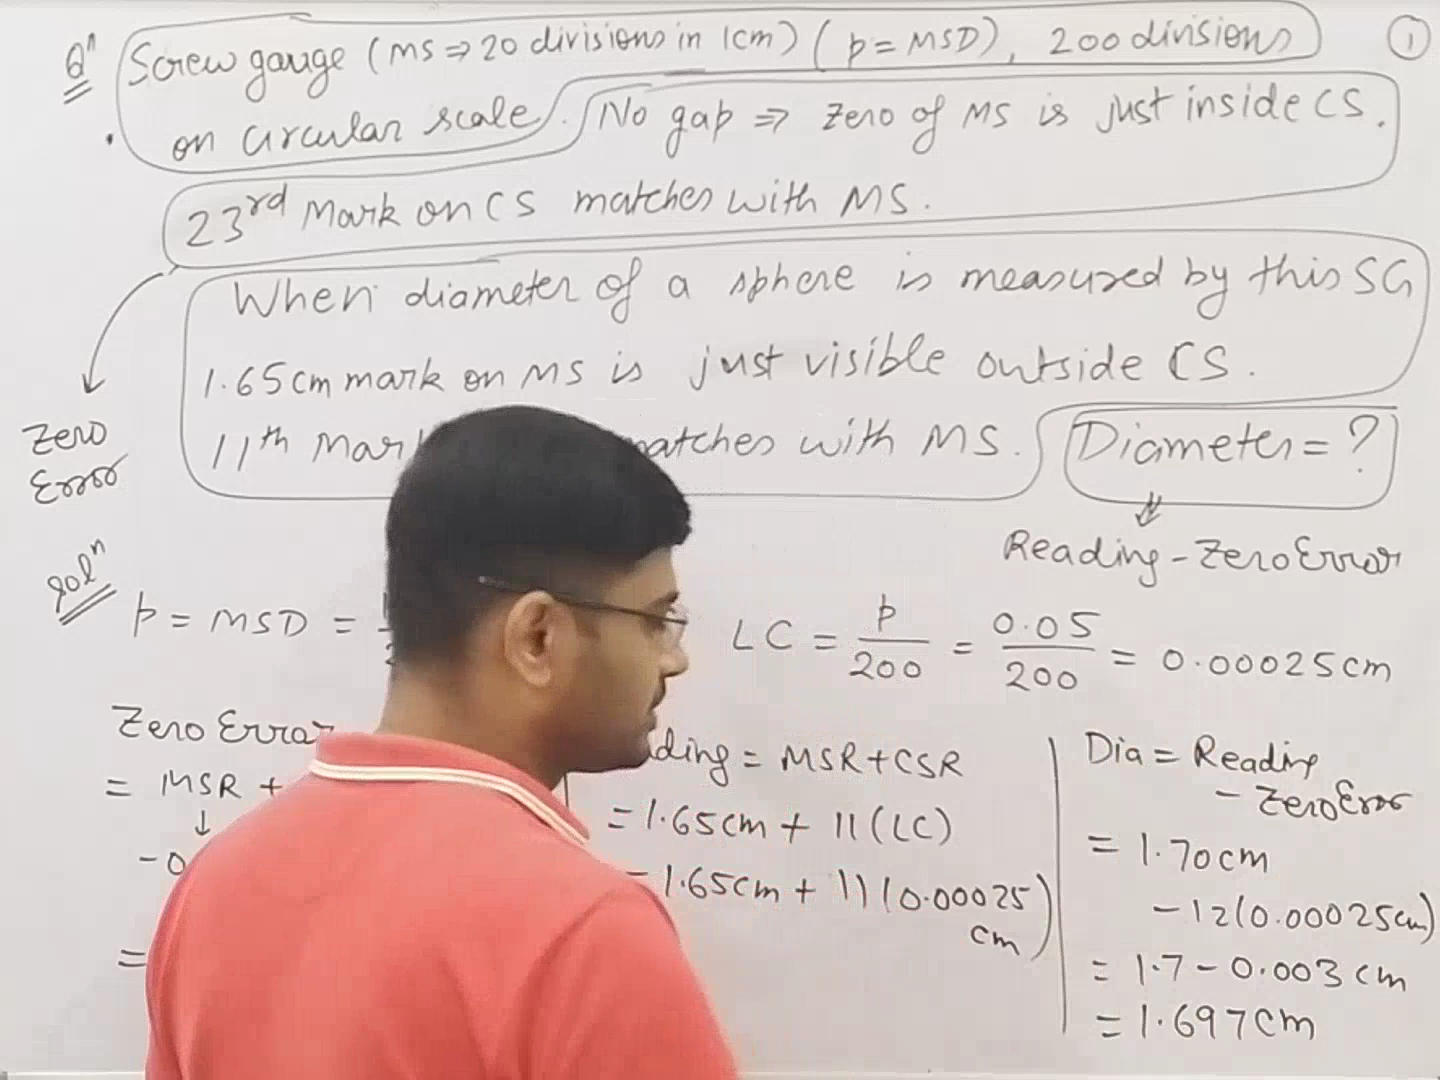 Qⁿ Screw gauge (MS ⇒ 20 divisions in 1cm) (p = MSD), 200 divisions ①
on circular scale. No gap ⇒ Zero of MS is just inside CS.
23rd Mark on CS matches with MS.
When diameter of a sphere is measured by this SG
1.65cm mark on MS is just visible outside CS.
11th Mar matches with MS. Diameter = ?
Zero
Error
Reading - Zero Error
Solⁿ
p = MSD = LC = p/200 = 0.05/200 = 0.00025cm
Zero Error
= MSR +
↓
-0
=
ding = MSR + CSR
= 1.65cm + 11(LC)
= 1.65cm + 11(0.00025
cm)
Dia = Reading
- Zero Error
= 1.70cm
- 12(0.00025cm)
= 1.7 - 0.003cm
= 1.697cm